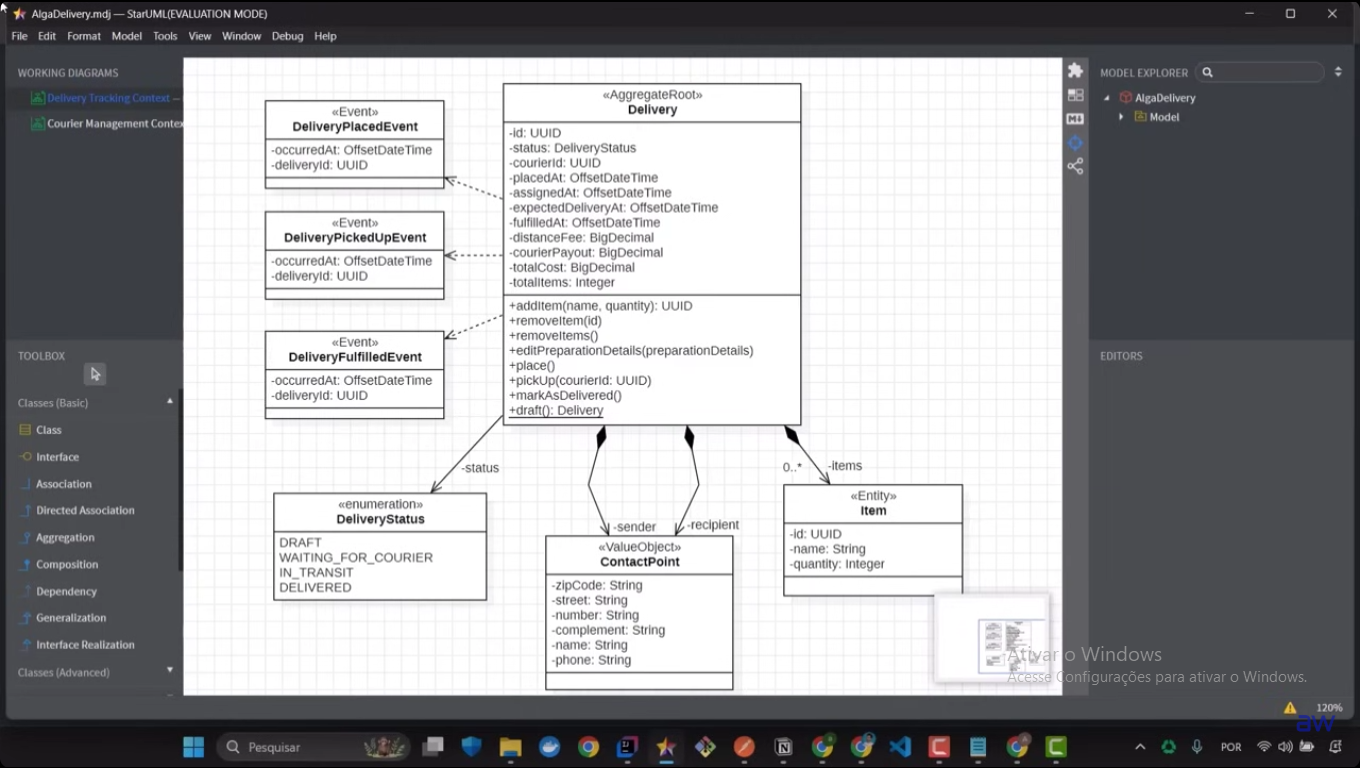 AlgaDelivery.mdj — StarUML(EVALUATION MODE)
File Edit Format Model Tools View Window Debug Help
WORKING DIAGRAMS
Delivery Tracking Context —
Courier Management Contex
TOOLBOX
Classes (Basic)
Class
Interface
Association
Directed Association
Aggregation
Composition
Dependency
Generalization
Interface Realization
Classes (Advanced)
«Event»
DeliveryPlacedEvent
-occurredAt: OffsetDateTime
-deliveryId: UUID
«Event»
DeliveryPickedUpEvent
-occurredAt: OffsetDateTime
-deliveryId: UUID
«Event»
DeliveryFulfilledEvent
-occurredAt: OffsetDateTime
-deliveryId: UUID
«AggregateRoot»
Delivery
-id: UUID
-status: DeliveryStatus
-courierId: UUID
-placedAt: OffsetDateTime
-assignedAt: OffsetDateTime
-expectedDeliveryAt: OffsetDateTime
-fulfilledAt: OffsetDateTime
-distanceFee: BigDecimal
-courierPayout: BigDecimal
-totalCost: BigDecimal
-totalItems: Integer
+addItem(name, quantity): UUID
+removeItem(id)
+removeItems()
+editPreparationDetails(preparationDetails)
+place()
+pickUp(courierId: UUID)
+markAsDelivered()
+draft(): Delivery
-status
0..*
-items
-sender
-recipient
«enumeration»
DeliveryStatus
DRAFT
WAITING_FOR_COURIER
IN_TRANSIT
DELIVERED
«ValueObject»
ContactPoint
-zipCode: String
-street: String
-number: String
-complement: String
-name: String
-phone: String
«Entity»
Item
-id: UUID
-name: String
-quantity: Integer
MODEL EXPLORER
AlgaDelivery
Model
EDITORS
Ativar o Windows
Acesse Configurações para ativar o Windows.
120%
aw
Pesquisar
POR